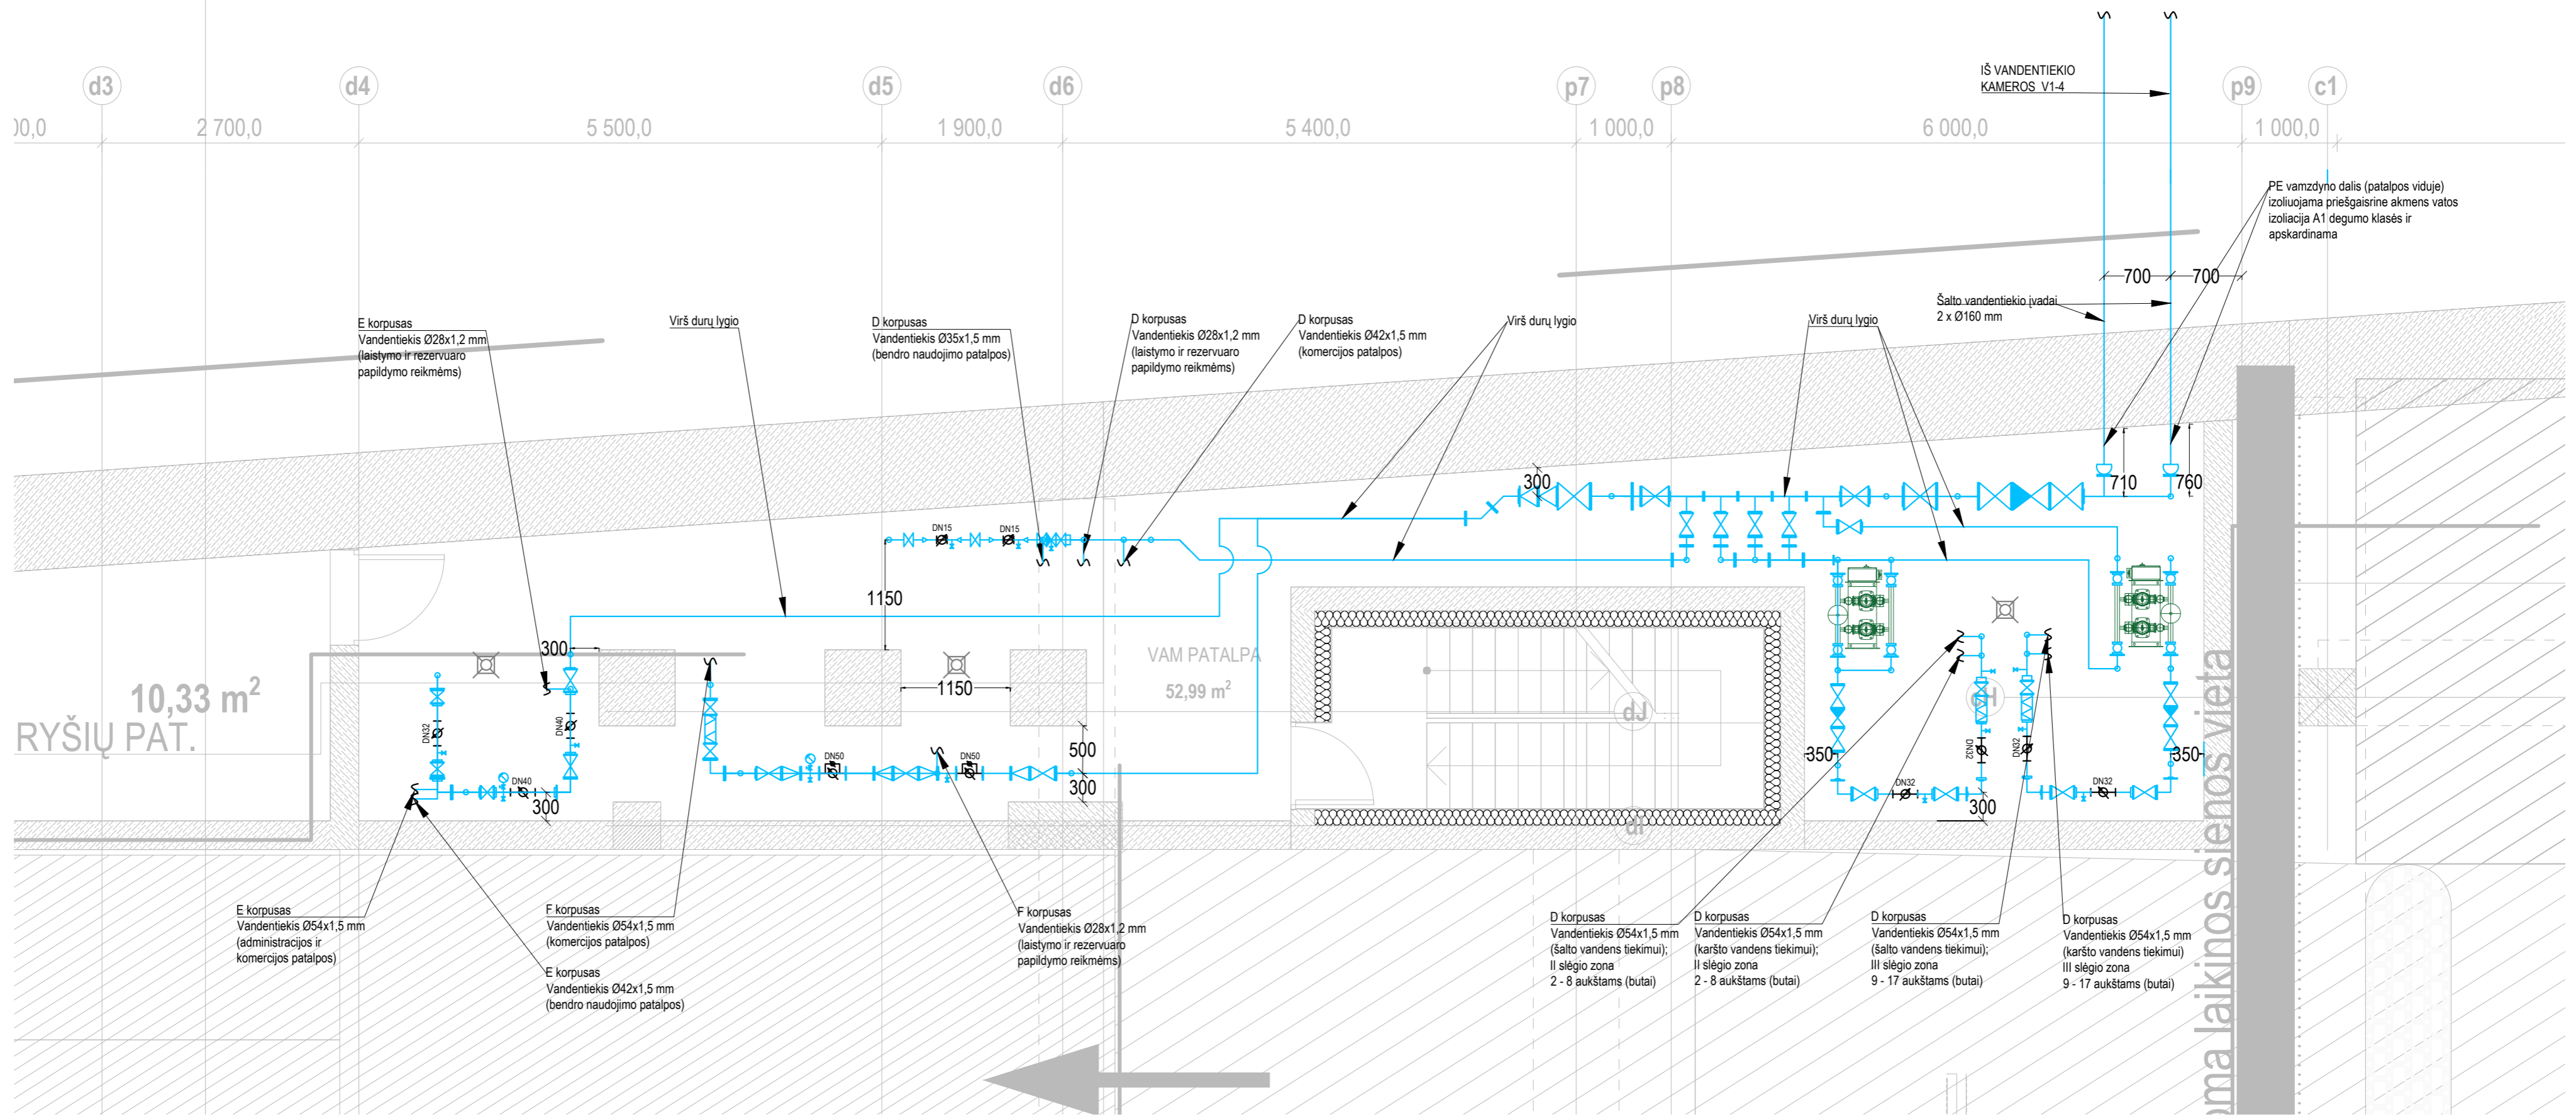 d3
d4
d5
d6
p7
p8
p9
c1
00,0
2 700,0
5 500,0
1 900,0
5 400,0
1 000,0
6 000,0
1 000,0
IŠ VANDENTIEKIO
KAMEROS V1-4
PE vamzdyno dalis (patalpos viduje)
izoliuojama priešgaisrine akmens vatos
izoliacija A1 degumo klasės ir
apskardinama
700
700
Šalto vandentiekio įvadai
2 x Ø160 mm
E korpusas
Vandentiekis Ø28x1,2 mm
(laistymo ir rezervuaro
papildymo reikmėms)
Virš durų lygio
D korpusas
Vandentiekis Ø35x1,5 mm
(bendro naudojimo patalpos)
D korpusas
Vandentiekis Ø28x1,2 mm
(laistymo ir rezervuaro
papildymo reikmėms)
D korpusas
Vandentiekis Ø42x1,5 mm
(komercijos patalpos)
Virš durų lygio
Virš durų lygio
300
710
760
DN15
DN15
1150
300
1150
VAM PATALPA
52,99 m²
10,33 m²
RYŠIŲ PAT.
DN32
DN40
DN40
300
DN50
DN50
500
300
dJ
dI
dH
350
350
DN32
DN32
DN32
DN32
300
oma laikinos sienos vieta
E korpusas
Vandentiekis Ø54x1,5 mm
(administracijos ir
komercijos patalpos)
F korpusas
Vandentiekis Ø54x1,5 mm
(komercijos patalpos)
E korpusas
Vandentiekis Ø42x1,5 mm
(bendro naudojimo patalpos)
F korpusas
Vandentiekis Ø28x1,2 mm
(laistymo ir rezervuaro
papildymo reikmėms)
D korpusas
Vandentiekis Ø54x1,5 mm
(šalto vandens tiekimui);
II slėgio zona
2 - 8 aukštams (butai)
D korpusas
Vandentiekis Ø54x1,5 mm
(karšto vandens tiekimui);
II slėgio zona
2 - 8 aukštams (butai)
D korpusas
Vandentiekis Ø54x1,5 mm
(šalto vandens tiekimui);
III slėgio zona
9 - 17 aukštams (butai)
D korpusas
Vandentiekis Ø54x1,5 mm
(karšto vandens tiekimui)
III slėgio zona
9 - 17 aukštams (butai)